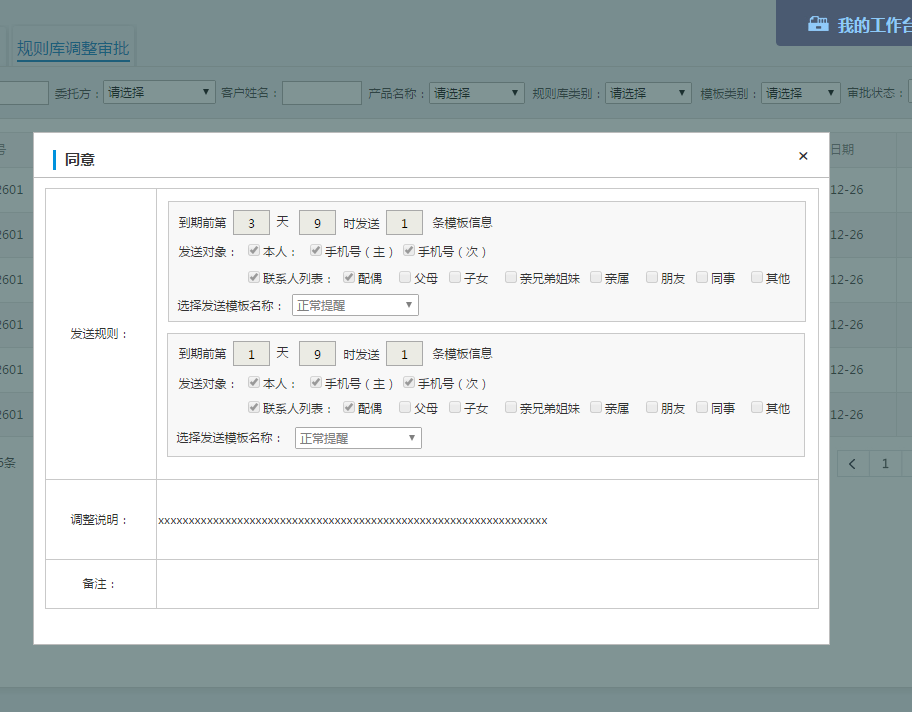 我的工作台
规则库调整审批
委托方： 请选择 客户姓名： 产品名称： 请选择 规则库类别： 请选择 模板类别： 请选择 审批状态：
号 日期
2601 12-26
2601 12-26
2601 12-26
2601 12-26
2601 12-26
2601 12-26
条 < 1
同意 ×
发送规则：
到期前第 3 天 9 时发送 1 条模板信息
发送对象： 本人： 手机号（主） 手机号（次）
联系人列表： 配偶 父母 子女 亲兄弟姐妹 亲属 朋友 同事 其他
选择发送模板名称： 正常提醒
到期前第 1 天 9 时发送 1 条模板信息
发送对象： 本人： 手机号（主） 手机号（次）
联系人列表： 配偶 父母 子女 亲兄弟姐妹 亲属 朋友 同事 其他
选择发送模板名称： 正常提醒
调整说明： xxxxxxxxxxxxxxxxxxxxxxxxxxxxxxxxxxxxxxxxxxxxxxxxxxxxxxxxxxxxxxxxx
备注：